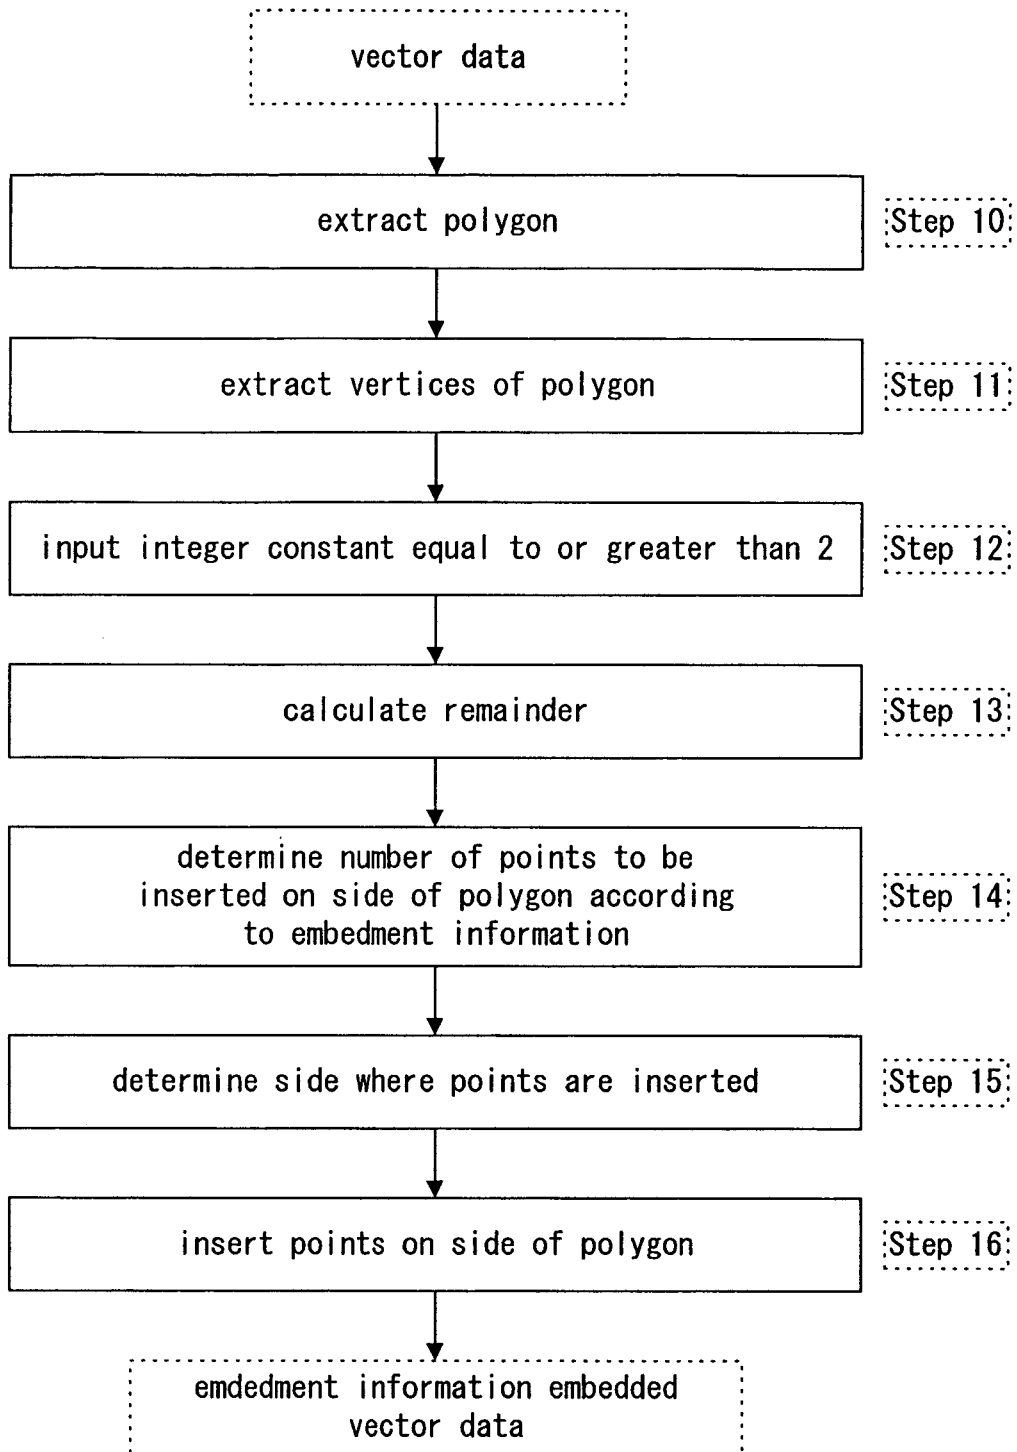 vector data
extract polygon
Step 10
extract vertices of polygon
Step 11
input integer constant equal to or greater than 2
Step 12
calculate remainder
Step 13
determine number of points to be
inserted on side of polygon according
to embedment information
Step 14
determine side where points are inserted
Step 15
insert points on side of polygon
Step 16
emdedment information embedded
vector data